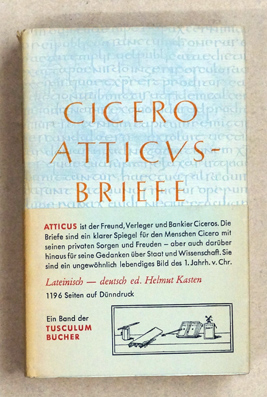 CICERO
ATTICVS-
BRIEFE
ATTICUS ist der Freund, Verleger und Bankier Ciceros. Die
Briefe sind ein klarer Spiegel für den Menschen Cicero mit
seinen privaten Sorgen und Freuden – aber auch darüber
hinaus für seine Gedanken über Staat und Wissenschaft. Sie
sind ein ungewöhnlich lebendiges Bild des 1. Jahrh. v. Chr.
Lateinisch — deutsch ed. Helmut Kasten
1196 Seiten auf Dünndruck
Ein Band der
TUSCULUM
BÜCHER